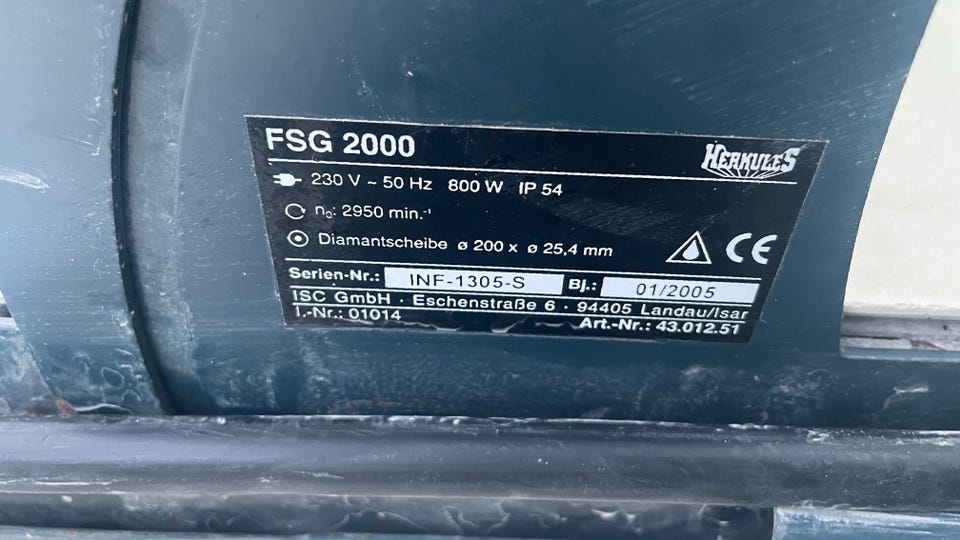 FSG 2000
HERKULES
230 V ~ 50 Hz 800 W IP 54
n₀: 2950 min.⁻¹
Diamantscheibe ø 200 x ø 25,4 mm
CE
Serien-Nr.: INF-1305-S Bj.: 01/2005
ISC GmbH · Eschenstraße 6 · 94405 Landau/Isar
I.-Nr.: 01014 Art.-Nr.: 43.012.51